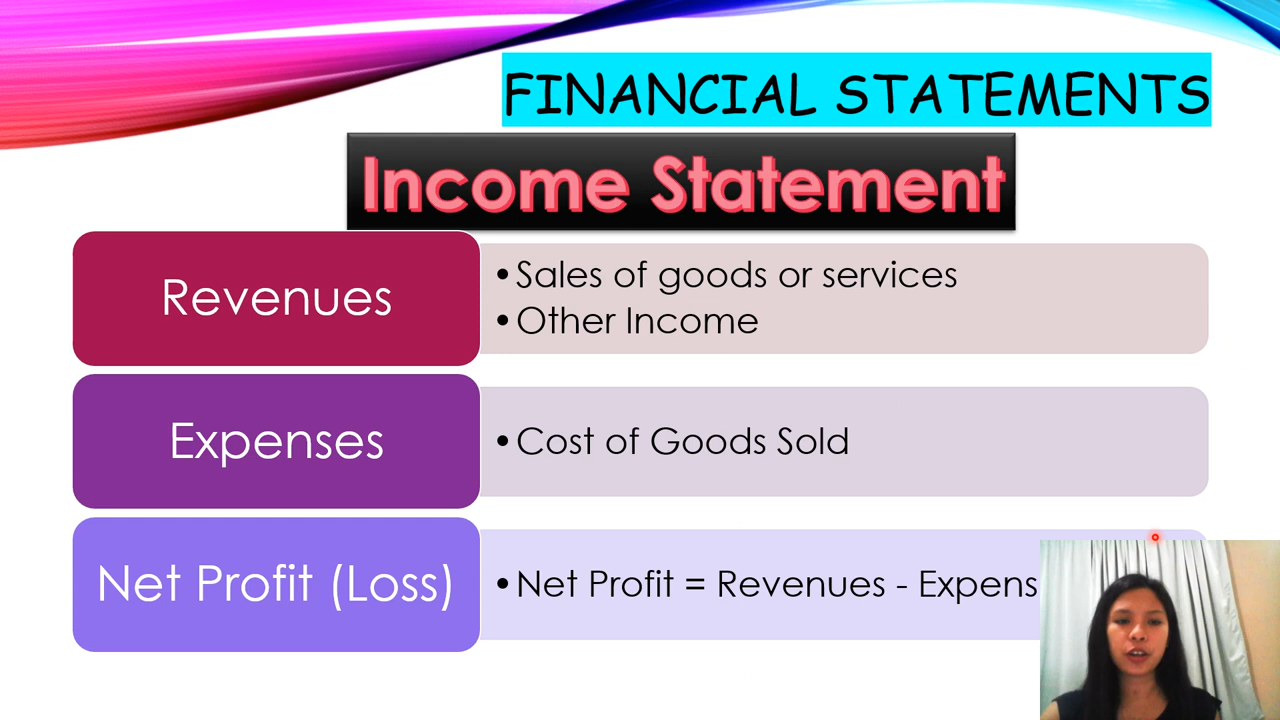 FINANCIAL STATEMENTS
Income Statement
Revenues
•Sales of goods or services
•Other Income
Expenses
•Cost of Goods Sold
Net Profit (Loss)
•Net Profit = Revenues - Expens